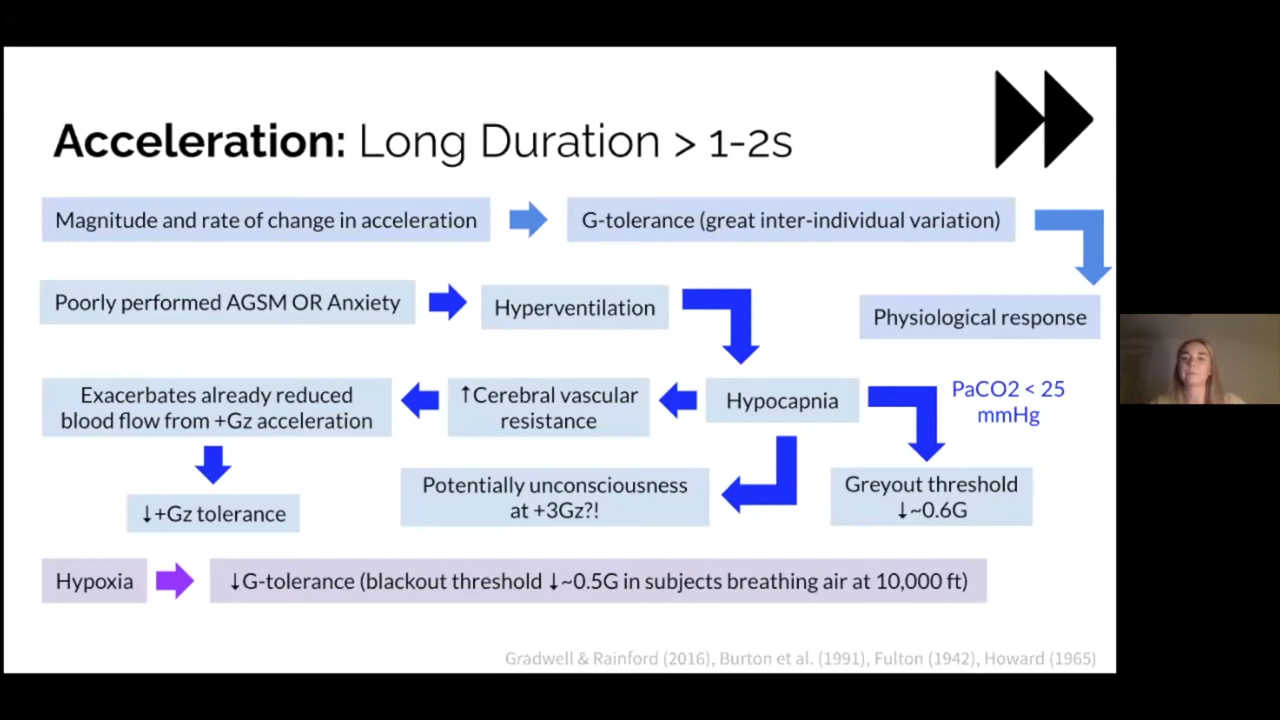 Acceleration: Long Duration > 1-2s
Magnitude and rate of change in acceleration
G-tolerance (great inter-individual variation)
Physiological response
Poorly performed AGSM OR Anxiety
Hyperventilation
Hypocapnia
PaCO2 < 25
mmHg
↑Cerebral vascular
resistance
Exacerbates already reduced
blood flow from +Gz acceleration
↓+Gz tolerance
Potentially unconsciousness
at +3Gz?!
Greyout threshold
↓~0.6G
Hypoxia
↓G-tolerance (blackout threshold ↓~0.5G in subjects breathing air at 10,000 ft)
Gradwell & Rainford (2016), Burton et al. (1991), Fulton (1942), Howard (1965)